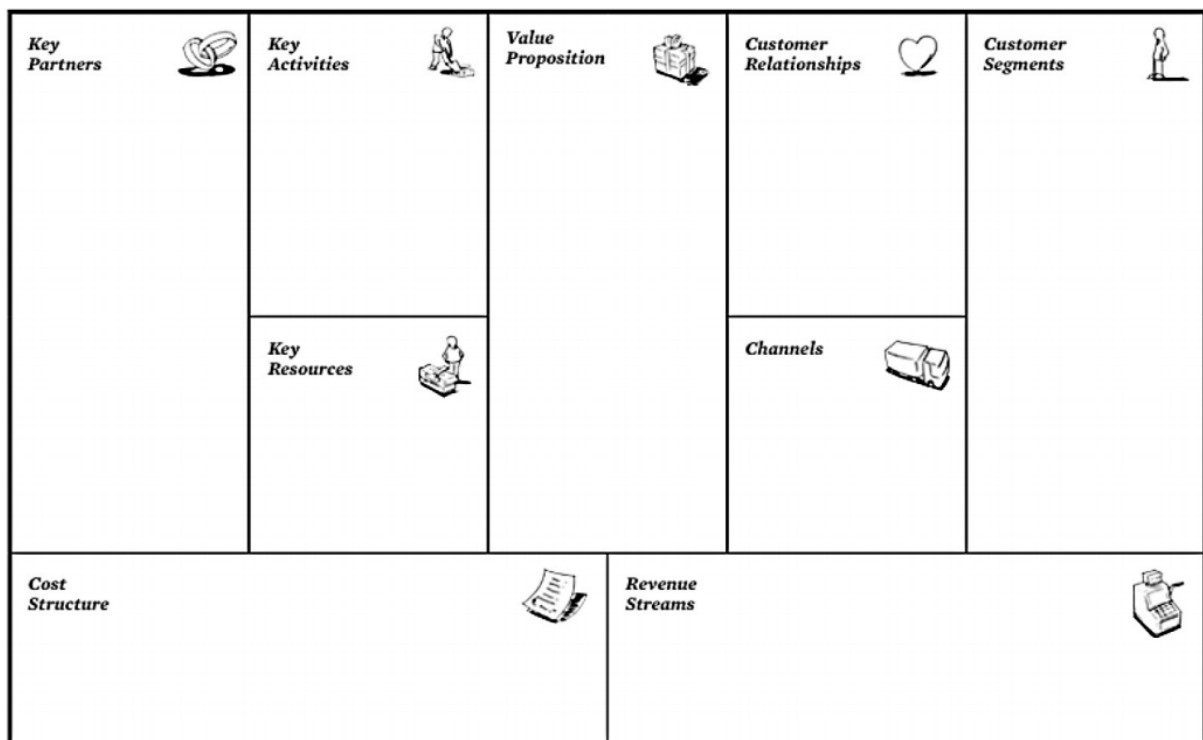 Key
Partners
Key
Activities
Value
Proposition
Customer
Relationships
Customer
Segments
Key
Resources
Channels
Cost
Structure
Revenue
Streams